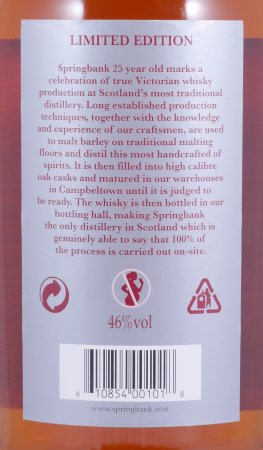 LIMITED EDITION
Springbank 25 year old marks a
celebration of true Victorian whisky
production at Scotland's most traditional
distillery. Long established production
techniques, together with the knowledge
and experience of our craftsmen, are used
to malt barley on traditional malting
floors and distil this most handcrafted of
spirits. It is then filled into high calibre
oak casks and matured in our warehouses
in Campbeltown until it is judged to
be ready. The whisky is then bottled in our
bottling hall, making Springbank
the only distillery in Scotland which is
genuinely able to say that 100% of
the process is carried out on-site.
46%vol
6 10854 00101 8
www.springbank.scot